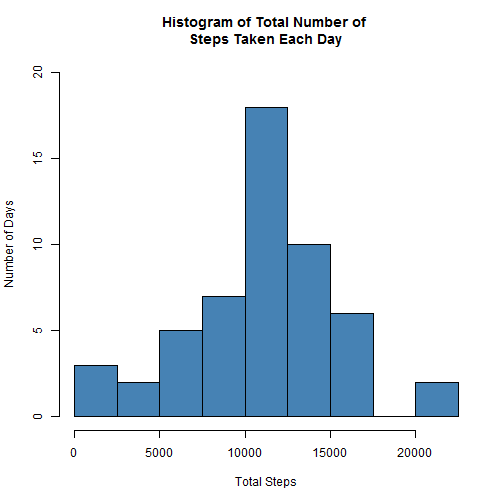 Histogram of Total Number of
Steps Taken Each Day
Number of Days
20
15
10
5
0
0 5000 10000 15000 20000
Total Steps